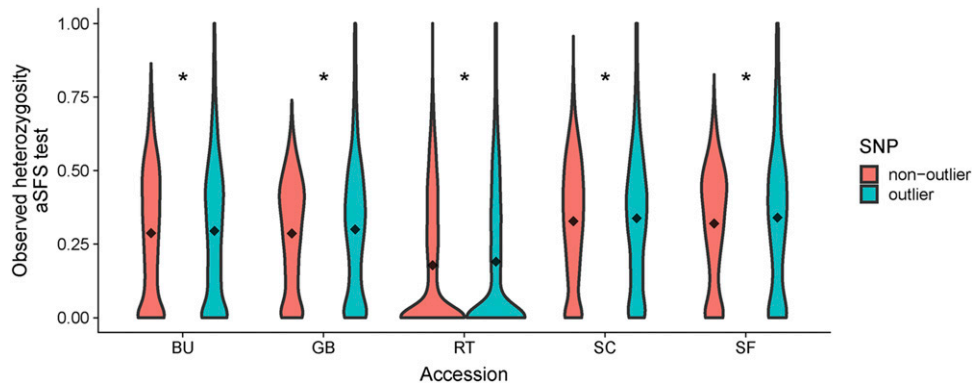 Observed heterozygosity
aSFS test
1.00
0.75
0.50
0.25
0.00
* * * * *
BU GB RT SC SF
Accession
SNP
non-outlier
outlier